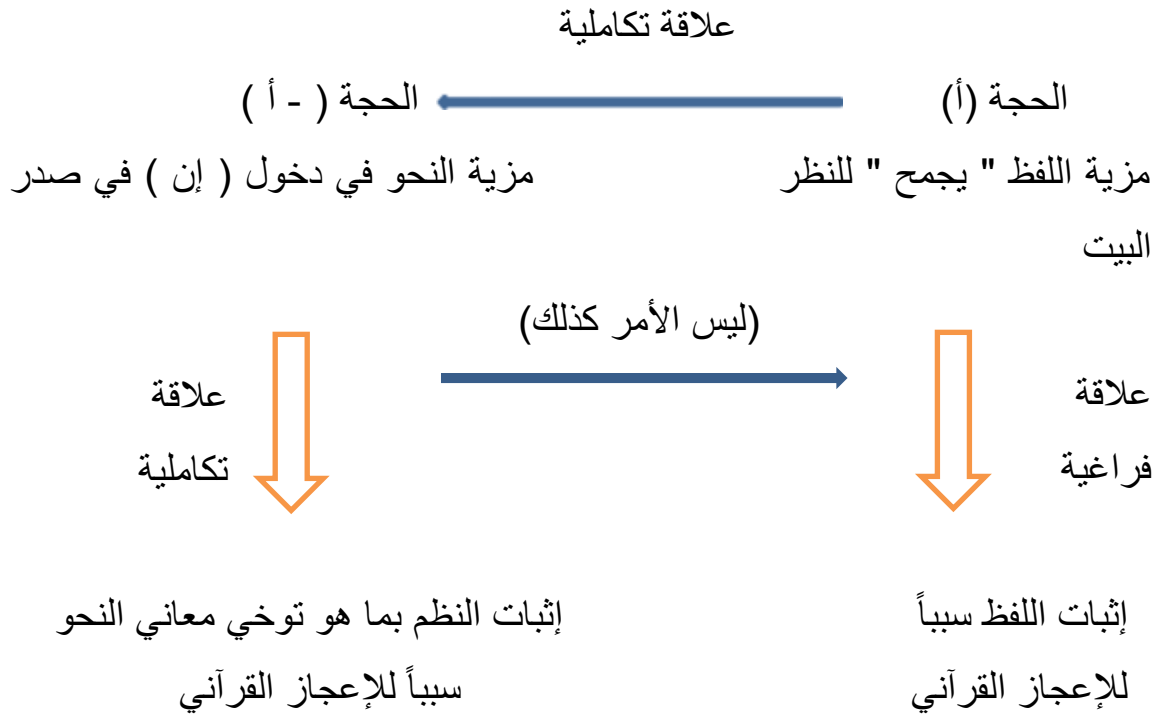 علاقة تكاملية
الحجة (أ) الحجة ( - أ )
مزية اللفظ " يجمح " للنظر مزية النحو في دخول ( إن ) في صدر
البيت
(ليس الأمر كذلك)
علاقة علاقة
فراغية تكاملية
إثبات اللفظ سبباً إثبات النظم بما هو توخي معاني النحو
للإعجاز القرآني سبباً للإعجاز القرآني